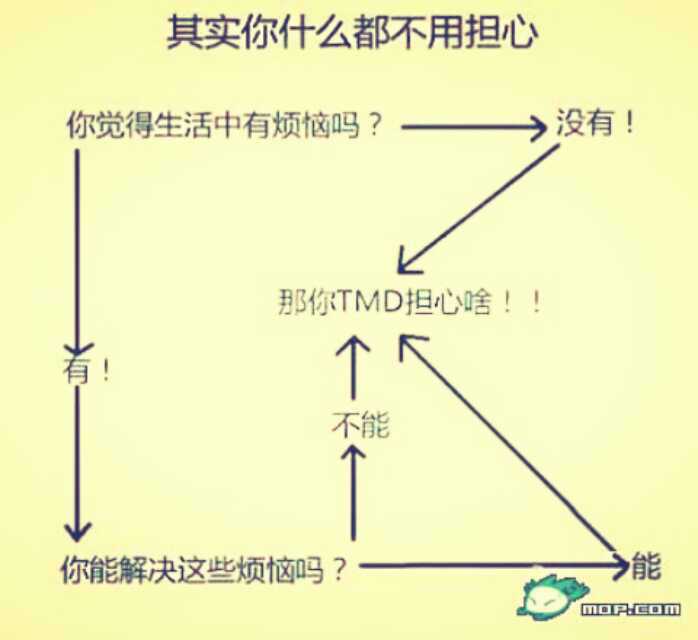 其实你什么都不用担心
你觉得生活中有烦恼吗？
没有！
那你TMD担心啥！！
有！
不能
你能解决这些烦恼吗？
能
MOP.COM